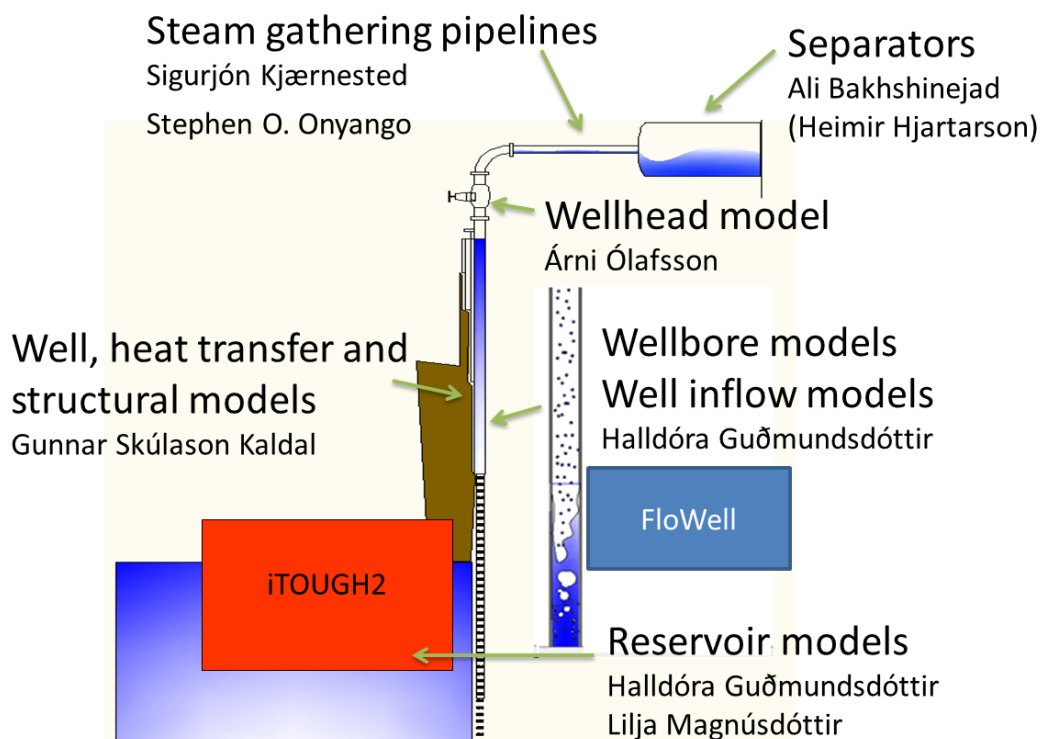 Steam gathering pipelines
Sigurjón Kjærnested
Stephen O. Onyango
Separators
Ali Bakhshinejad
(Heimir Hjartarson)
Wellhead model
Árni Ólafsson
Well, heat transfer and
structural models
Gunnar Skúlason Kaldal
Wellbore models
Well inflow models
Halldóra Guðmundsdóttir
FloWell
iTOUGH2
Reservoir models
Halldóra Guðmundsdóttir
Lilja Magnúsdóttir